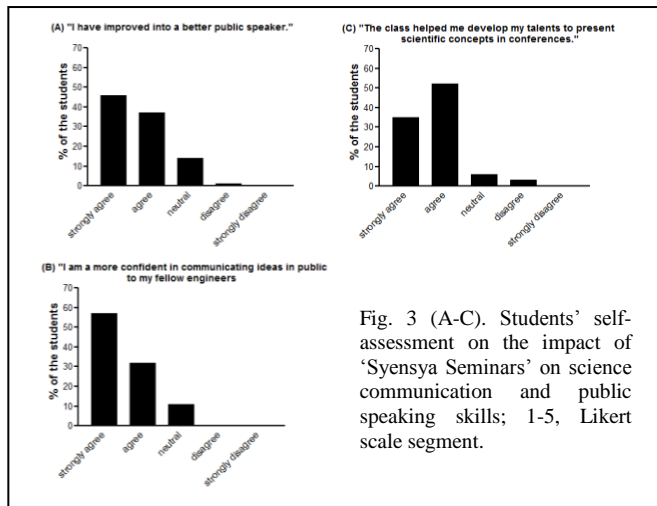 (A) "I have improved into a better public speaker."
% of the students
70
60
50
40
30
20
10
0
strongly agree
agree
neutral
disagree
strongly disagree
(C) "The class helped me develop my talents to present
scientific concepts in conferences."
% of the students
70
60
50
40
30
20
10
0
strongly agree
agree
neutral
disagree
strongly disagree
(B) "I am a more confident in communicating ideas in public
to my fellow engineers
% of the students
70
60
50
40
30
20
10
0
strongly agree
agree
neutral
disagree
strongly disagree
Fig. 3 (A-C). Students' self-
assessment on the impact of
'Syensya Seminars' on science
communication and public
speaking skills; 1-5, Likert
scale segment.